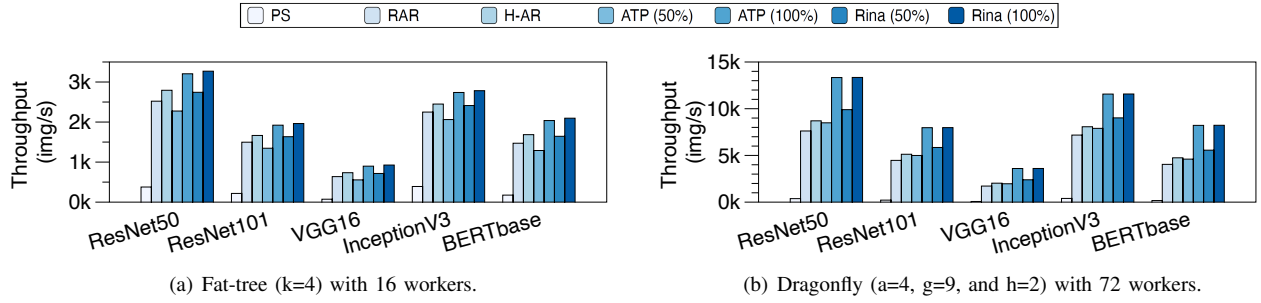 PS RAR H-AR ATP (50%) ATP (100%) Rina (50%) Rina (100%)
Throughput
(img/s)
3k
2k
1k
0k
ResNet50 ResNet101 VGG16 InceptionV3 BERTbase
(a) Fat-tree (k=4) with 16 workers.
Throughput
(img/s)
15k
10k
5k
0k
ResNet50 ResNet101 VGG16 InceptionV3 BERTbase
(b) Dragonfly (a=4, g=9, and h=2) with 72 workers.